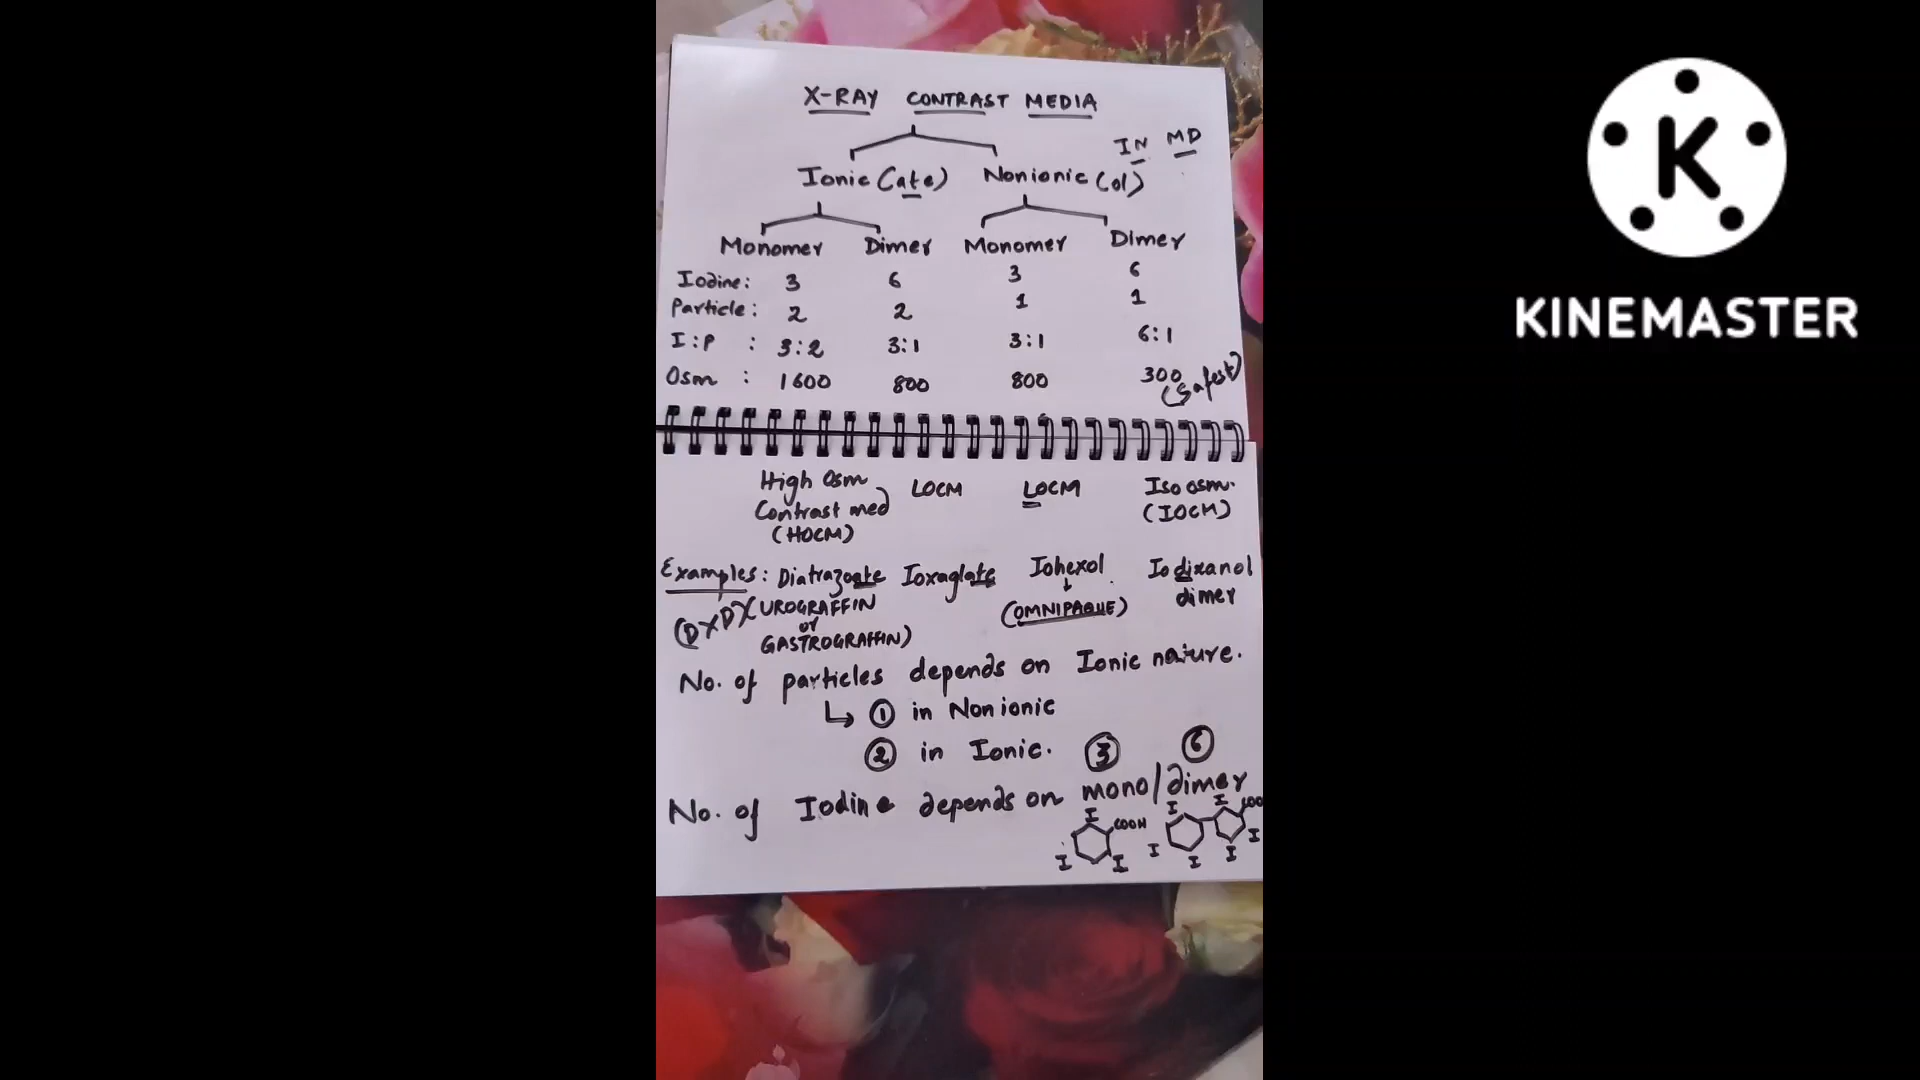 X-RAY CONTRAST MEDIA
IN MD
Ionic (ate) Nonionic (ol)
Monomer Dimer Monomer Dimer
Iodine: 3 6 3 6
Particle: 2 2 1 1
I:P : 3:2 3:1 3:1 6:1
Osm : 1600 800 800 300
(Safest)
High Osm LOCM LOCM Iso osm.
Contrast med (IOCM)
(HOCM)
Examples: Diatrazoate Ioxaglate Iohexol Iodixanol
(UROGRAFFIN (OMNIPAQUE) dimer
or
GASTROGRAFFIN)
No. of particles depends on Ionic nature.
1 in Nonionic
2 in Ionic. 3 6
No. of Iodine depends on mono/dimer
I COOH I I
I I I I I I
K
KINEMASTER